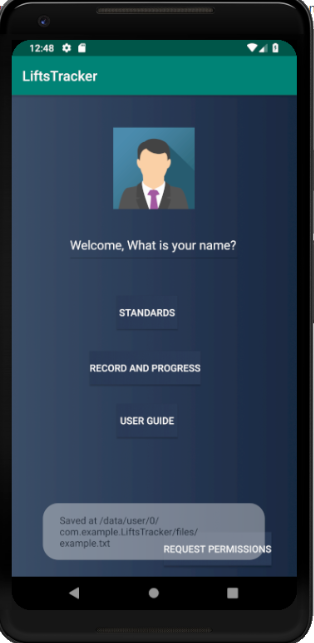 12:48
LiftsTracker
Welcome, What is your name?
STANDARDS
RECORD AND PROGRESS
USER GUIDE
Saved at /data/user/0/
com.example.LiftsTracker/files/
example.txt
REQUEST PERMISSIONS